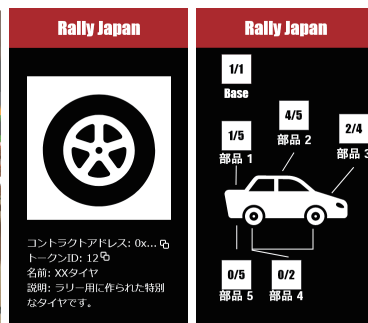 Rally Japan
コントラクトアドレス: 0x...
トークンID: 12
名前: XXタイヤ
説明: ラリー用に作られた特別
なタイヤです。
Rally Japan
1/1
Base
4/5
部品 2
2/4
部品 3
1/5
部品 1
0/5
部品 5
0/2
部品 4